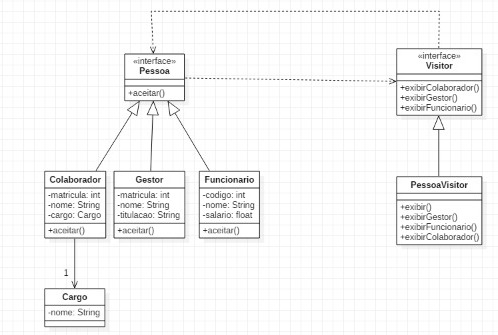 «interface»
Pessoa
+aceitar()
«interface»
Visitor
+exibirColaborador()
+exibirGestor()
+exibirFuncionario()
Colaborador
-matricula: int
-nome: String
-cargo: Cargo
+aceitar()
Gestor
-matricula: int
-nome: String
-titulacao: String
+aceitar()
Funcionario
-codigo: int
-nome: String
-salario: float
+aceitar()
PessoaVisitor
+exibir()
+exibirGestor()
+exibirFuncionario()
+exibirColaborador()
1
Cargo
-nome: String